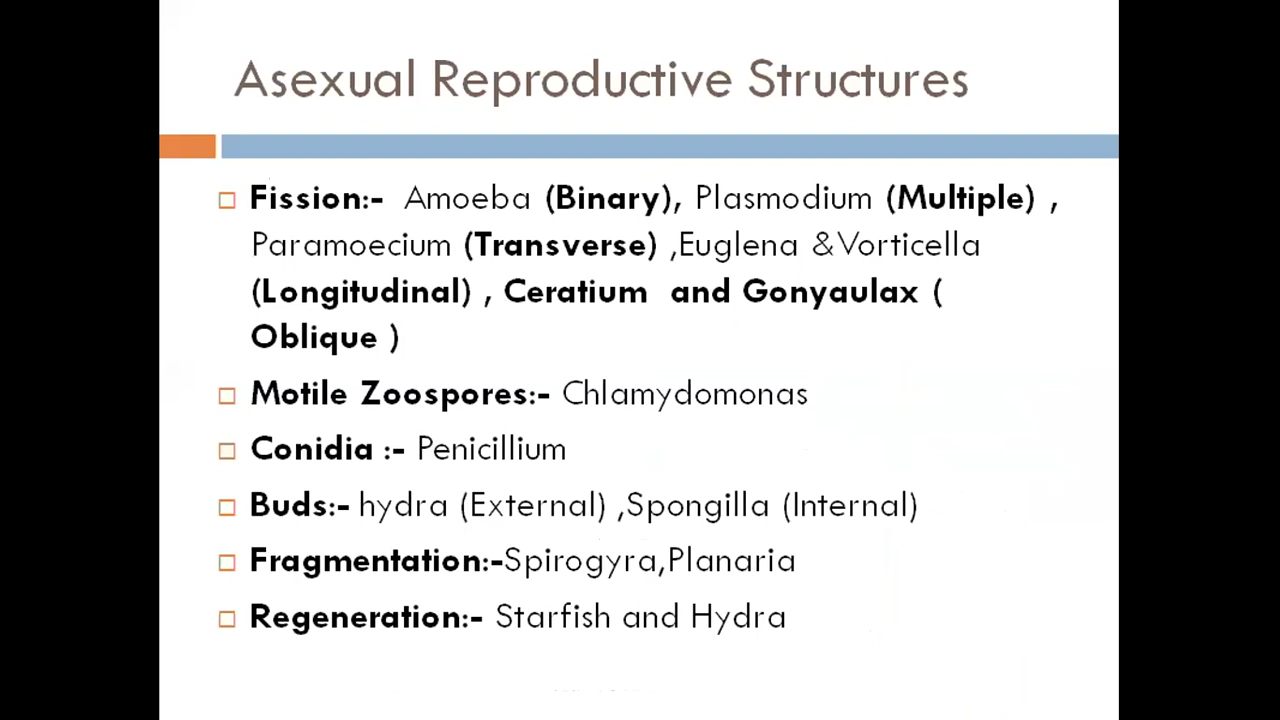 Asexual Reproductive Structures
Fission:- Amoeba (Binary), Plasmodium (Multiple) ,
Paramoecium (Transverse) ,Euglena &Vorticella
(Longitudinal) , Ceratium and Gonyaulax (
Oblique )
Motile Zoospores:- Chlamydomonas
Conidia :- Penicillium
Buds:- hydra (External) ,Spongilla (Internal)
Fragmentation:-Spirogyra,Planaria
Regeneration:- Starfish and Hydra